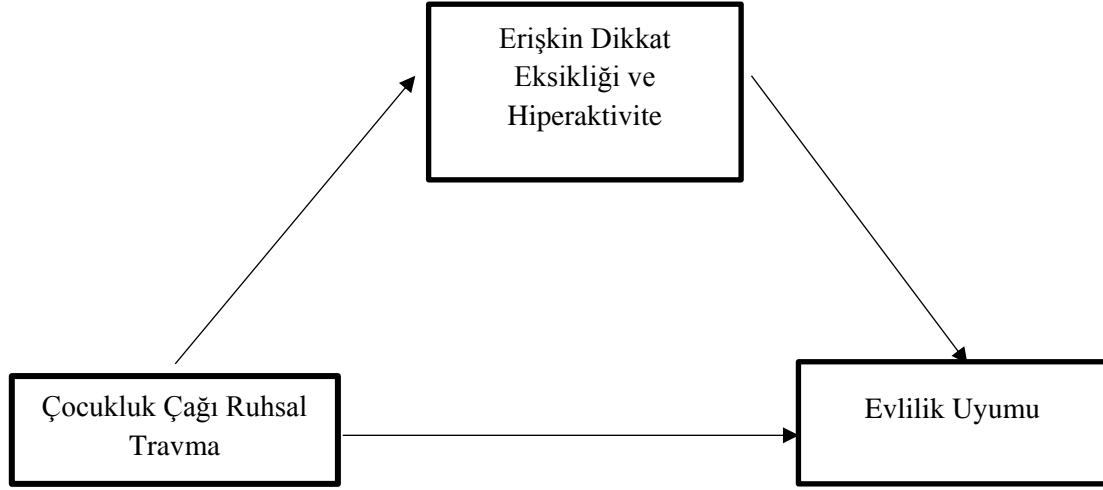 Erişkin Dikkat
Eksikliği ve
Hiperaktivite
Çocukluk Çağı Ruhsal
Travma
Evlilik Uyumu